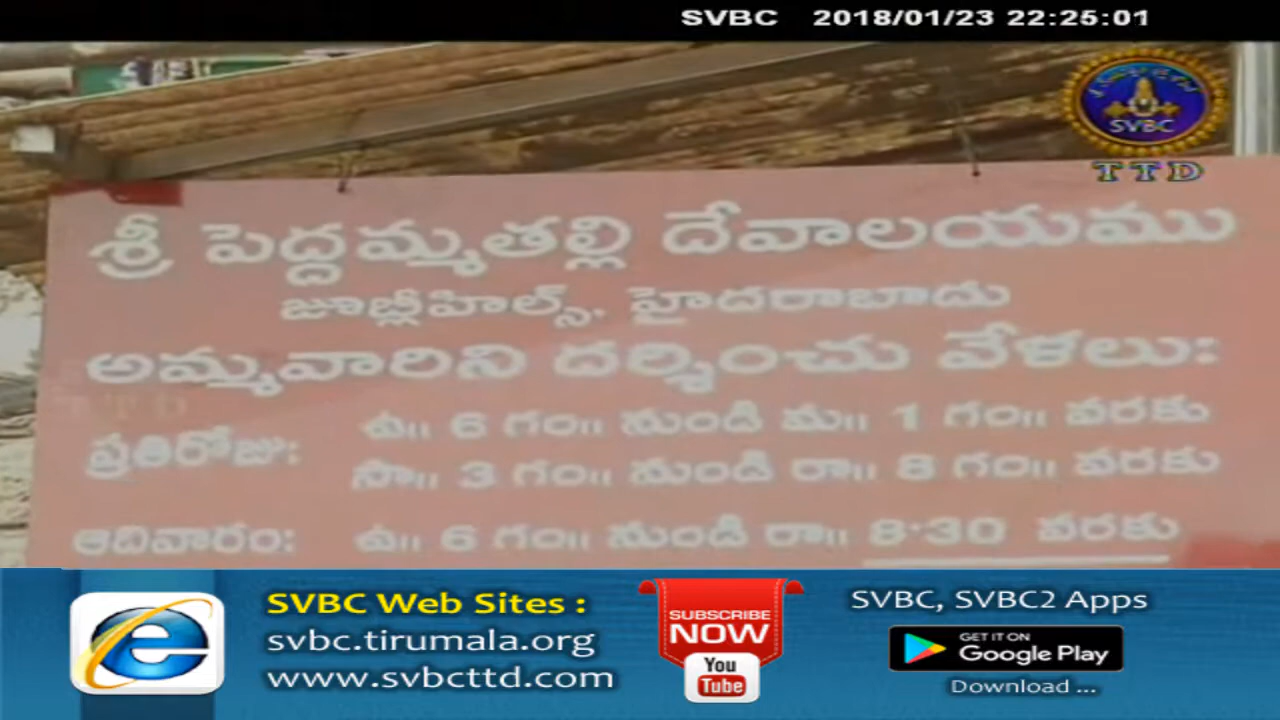 SVBC 2018/01/23 22:25:01
SVBC
TTD
శ్రీ పెద్దమ్మతల్లి దేవాలయము
జూబ్లీహిల్స్, హైదరాబాదు
అమ్మవారిని దర్శించు వేళలు:
ప్రతిరోజు: ఉ॥ 6 గం॥ నుండి మ॥ 1 గం॥ వరకు
సా॥ 3 గం॥ నుండి రా॥ 8 గం॥ వరకు
ఆదివారం: ఉ॥ 6 గం॥ నుండి రా॥ 8·30 వరకు
SVBC Web Sites :
svbc.tirumala.org
www.svbcttd.com
SUBSCRIBE
NOW
You
Tube
SVBC, SVBC2 Apps
GET IT ON
Google Play
Download ...